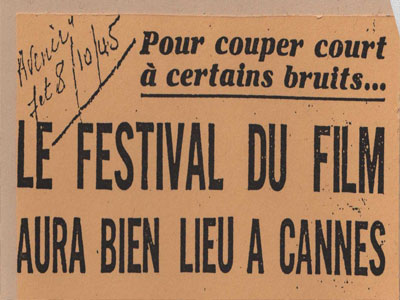 Avenir
8/10/45
Pour couper court
à certains bruits...
LE FESTIVAL DU FILM
AURA BIEN LIEU A CANNES